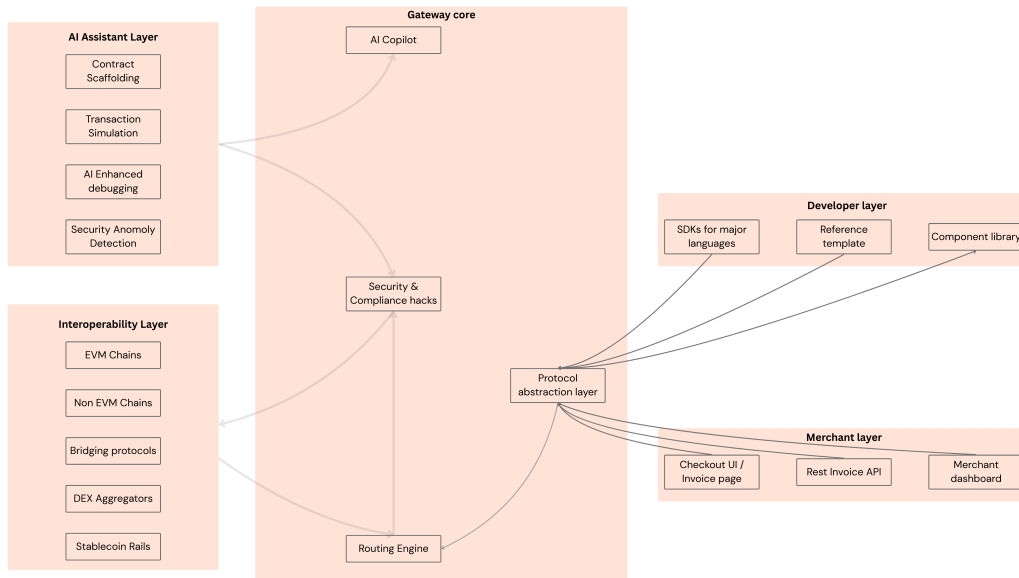 AI Assistant Layer
Contract
Scaffolding
Transaction
Simulation
AI Enhanced
debugging
Security Anomoly
Detection
Interoperability Layer
EVM Chains
Non EVM Chains
Bridging protocols
DEX Aggregators
Stablecoin Rails
Gateway core
AI Copilot
Security &
Compliance hacks
Protocol
abstraction layer
Routing Engine
Developer layer
SDKs for major
languages
Reference
template
Component library
Merchant layer
Checkout UI /
Invoice page
Rest Invoice API
Merchant
dashboard